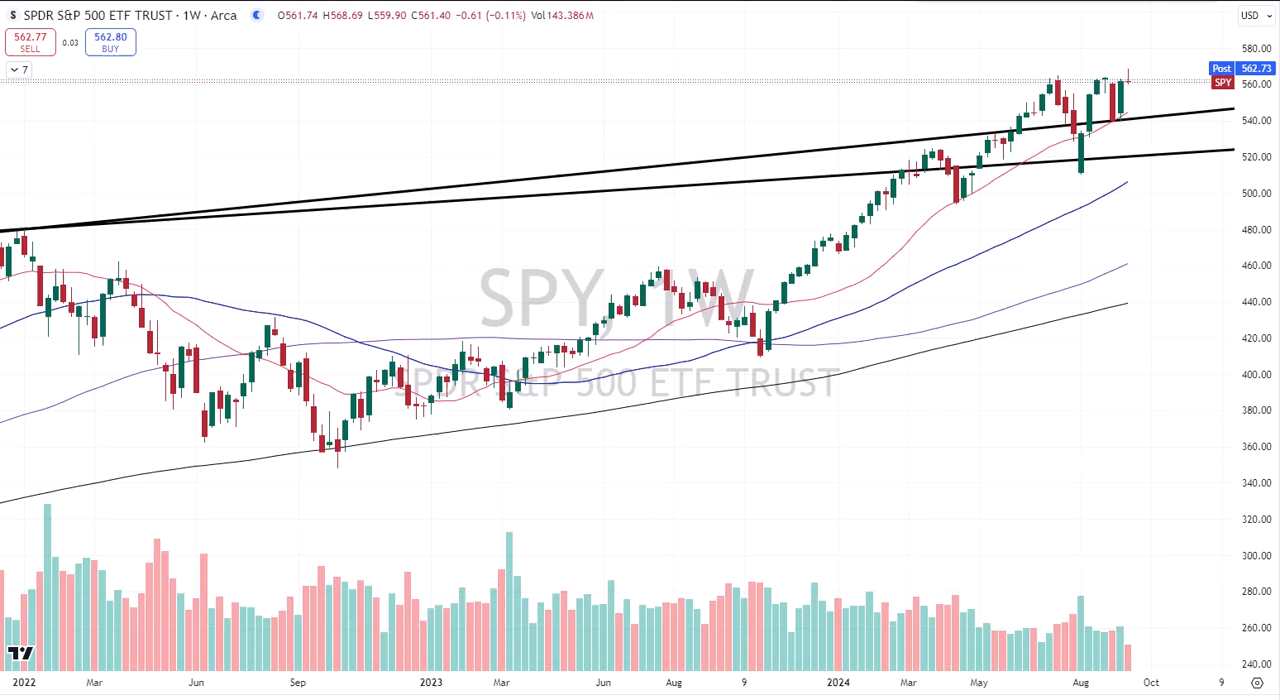 S SPDR S&P 500 ETF TRUST · 1W · Arca O561.74 H568.69 L559.90 C561.40 −0.61 (−0.11%) Vol143.386M
USD
562.77 0.03 562.80
SELL BUY
7
580.00
Post 562.73
SPY
560.00
540.00
520.00
500.00
480.00
460.00
SPY, 1W
440.00
420.00
400.00
SPDR S&P 500 ETF TRUST
380.00
360.00
340.00
320.00
300.00
280.00
260.00
240.00
2022 Mar Jun Sep 2023 Mar Jun Aug 9 2024 Mar May Aug Oct 9